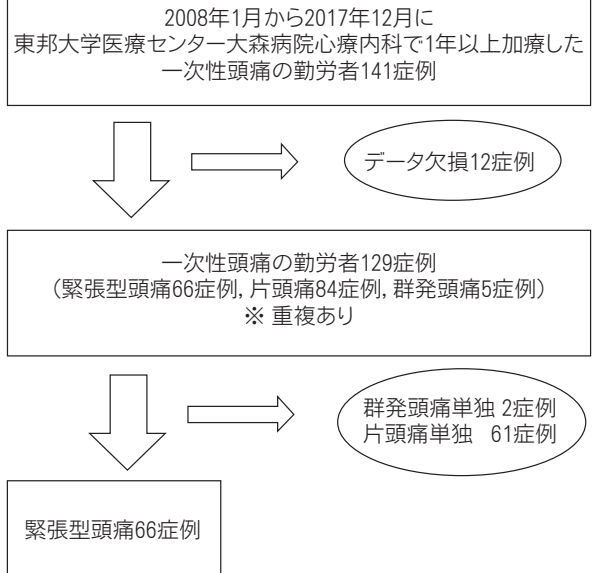 2008年1月から2017年12月に
東邦大学医療センター大森病院心療内科で1年以上加療した
一次性頭痛の勤労者141症例
データ欠損12症例
一次性頭痛の勤労者129症例
(緊張型頭痛66症例, 片頭痛84症例, 群発頭痛5症例)
※ 重複あり
群発頭痛単独 2症例
片頭痛単独 61症例
緊張型頭痛66症例